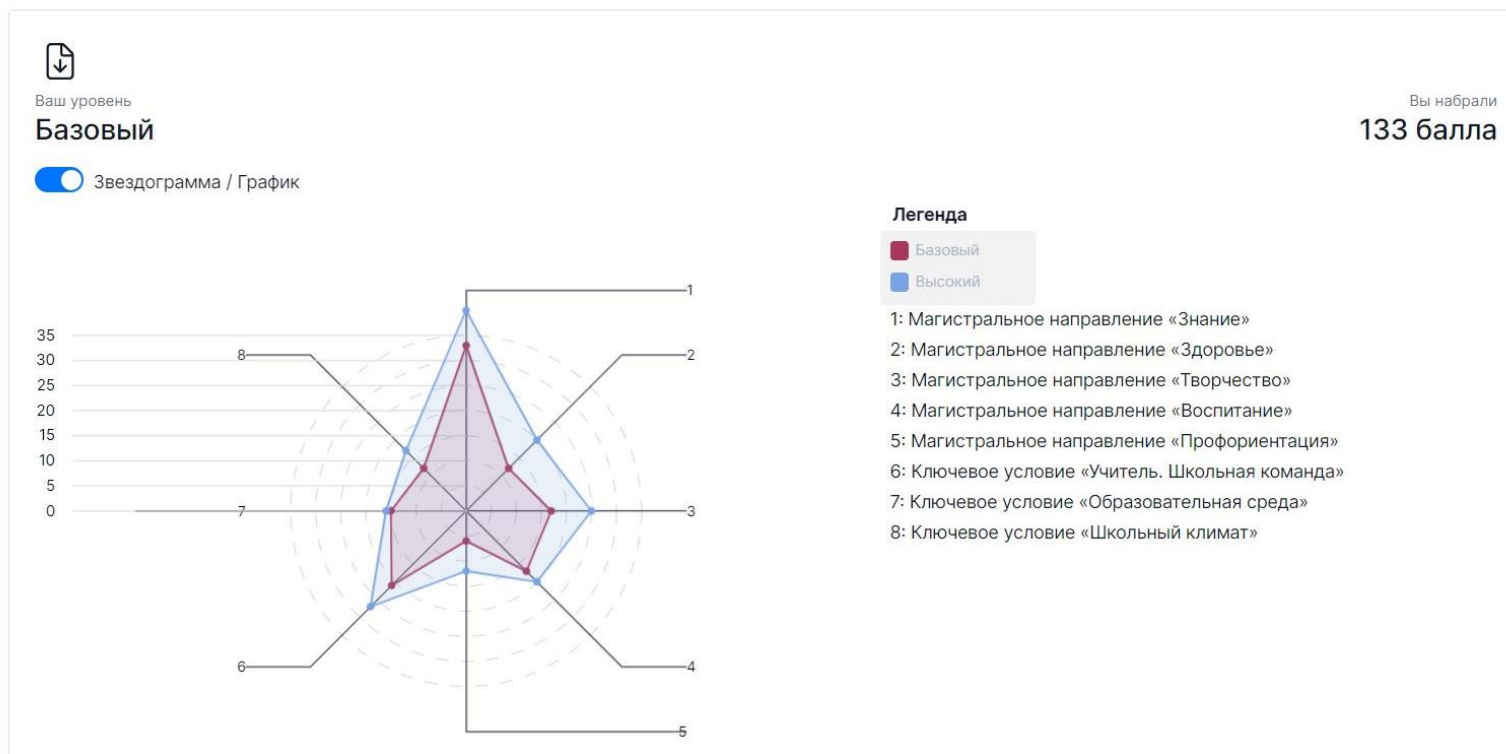 Ваш уровень
Базовый
Вы набрали
133 балла
Звездограмма / График
35
30
25
20
15
10
5
0
1
2
3
4
5
6
7
8
Легенда
Базовый
Высокий
1: Магистральное направление «Знание»
2: Магистральное направление «Здоровье»
3: Магистральное направление «Творчество»
4: Магистральное направление «Воспитание»
5: Магистральное направление «Профориентация»
6: Ключевое условие «Учитель. Школьная команда»
7: Ключевое условие «Образовательная среда»
8: Ключевое условие «Школьный климат»